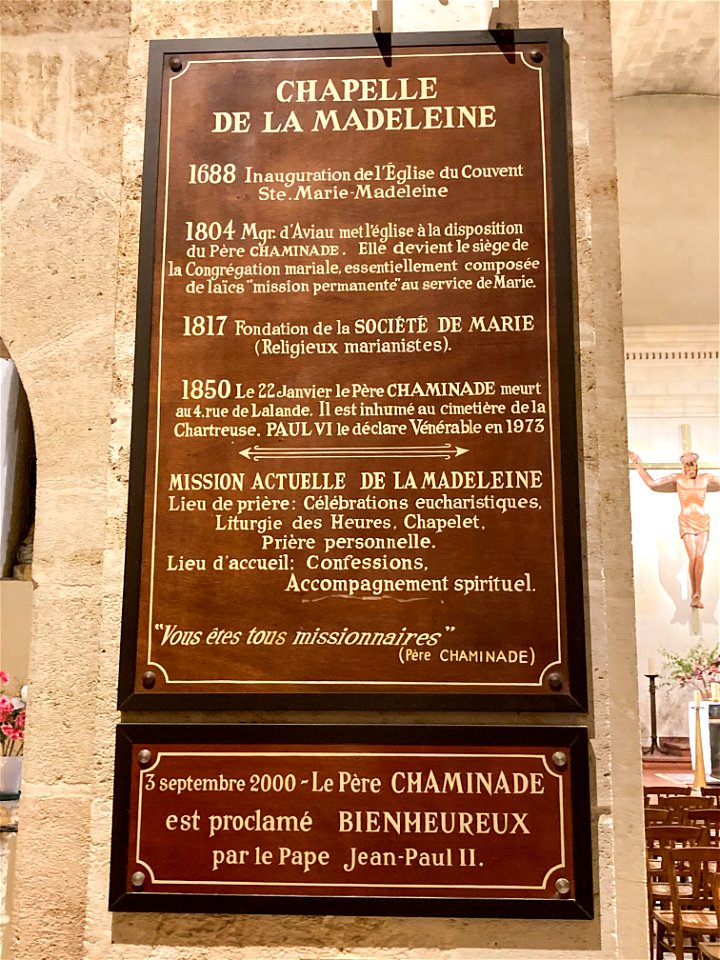 CHAPELLE
DE LA MADELEINE
1688 Inauguration de l'Église du Couvent
Ste. Marie-Madeleine
1804 Mgr. d'Aviau met l'église à la disposition
du Père CHAMINADE. Elle devient le siège de
la Congrégation mariale, essentiellement composée
de laïcs "mission permanente" au service de Marie.
1817 Fondation de la SOCIÉTÉ DE MARIE
(Religieux marianistes).
1850 Le 22 Janvier le Père CHAMINADE meurt
au 4, rue de Lalande. Il est inhumé au cimetière de la
Chartreuse. PAUL VI le déclare Vénérable en 1973
MISSION ACTUELLE DE LA MADELEINE
Lieu de prière: Célébrations eucharistiques,
Liturgie des Heures, Chapelet,
Prière personnelle.
Lieu d'accueil: Confessions,
Accompagnement spirituel.
"Vous êtes tous missionnaires"
(Père CHAMINADE)
3 septembre 2000 - Le Père CHAMINADE
est proclamé BIENHEUREUX
par le Pape Jean-Paul II.